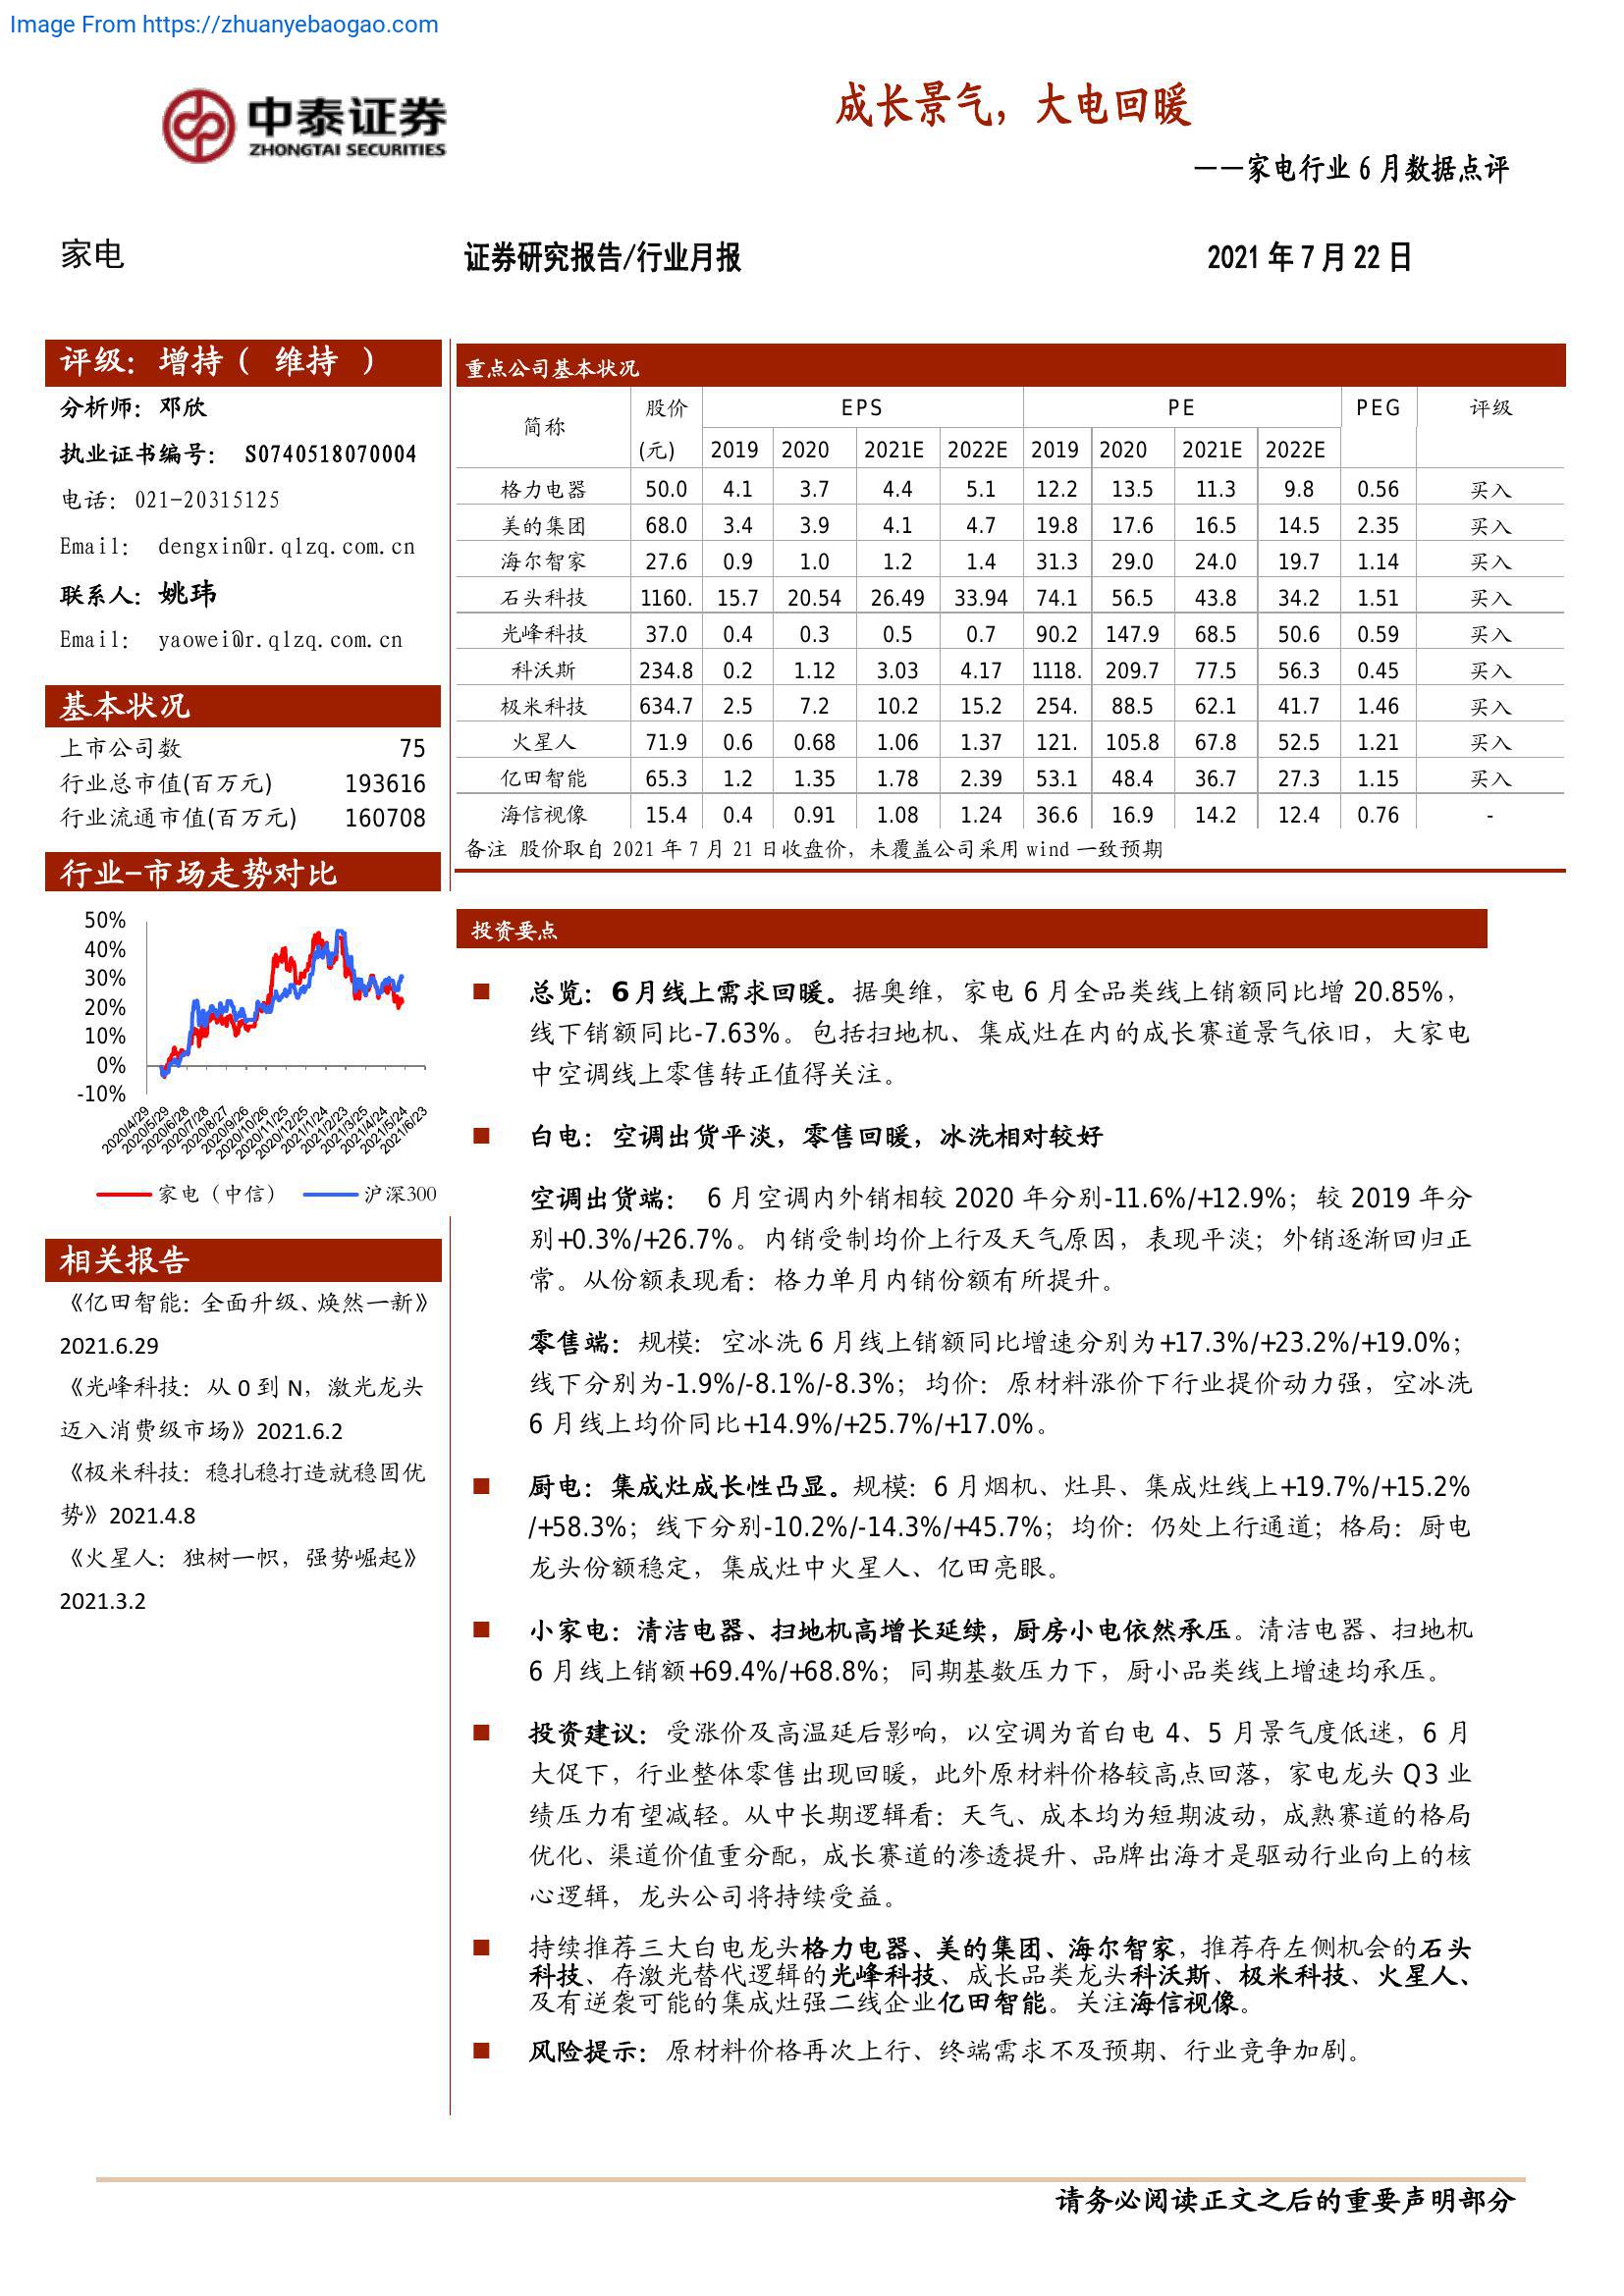 Image From https://zhuanyebaogao.com
中泰证券
ZHONGTAI SECURITIES
成长景气，大电回暖
——家电行业 6 月数据点评
家电
证券研究报告/行业月报
2021 年 7 月 22 日
评级：增持（ 维持 ）
分析师：邓欣
执业证书编号： S0740518070004
电话：021-20315125
Email： dengxin@r.qlzq.com.cn
联系人：姚玮
Email： yaowei@r.qlzq.com.cn
基本状况
上市公司数 75
行业总市值(百万元) 193616
行业流通市值(百万元) 160708
行业-市场走势对比
50%
40%
30%
20%
10%
0%
-10%
2020/4/29 2020/5/29 2020/6/28 2020/7/28 2020/8/27 2020/9/26 2020/10/26 2020/11/25 2020/12/25 2021/1/24 2021/2/23 2021/3/25 2021/4/24 2021/5/24 2021/6/23
家电（中信） 沪深300
相关报告
《亿田智能：全面升级、焕然一新》
2021.6.29
《光峰科技：从 0 到 N，激光龙头
迈入消费级市场》2021.6.2
《极米科技：稳扎稳打造就稳固优
势》2021.4.8
《火星人：独树一帜，强势崛起》
2021.3.2
重点公司基本状况
简称 股价 EPS PE PEG 评级
(元) 2019 2020 2021E 2022E 2019 2020 2021E 2022E
格力电器 50.0 4.1 3.7 4.4 5.1 12.2 13.5 11.3 9.8 0.56 买入
美的集团 68.0 3.4 3.9 4.1 4.7 19.8 17.6 16.5 14.5 2.35 买入
海尔智家 27.6 0.9 1.0 1.2 1.4 31.3 29.0 24.0 19.7 1.14 买入
石头科技 1160. 15.7 20.54 26.49 33.94 74.1 56.5 43.8 34.2 1.51 买入
光峰科技 37.0 0.4 0.3 0.5 0.7 90.2 147.9 68.5 50.6 0.59 买入
科沃斯 234.8 0.2 1.12 3.03 4.17 1118. 209.7 77.5 56.3 0.45 买入
极米科技 634.7 2.5 7.2 10.2 15.2 254. 88.5 62.1 41.7 1.46 买入
火星人 71.9 0.6 0.68 1.06 1.37 121. 105.8 67.8 52.5 1.21 买入
亿田智能 65.3 1.2 1.35 1.78 2.39 53.1 48.4 36.7 27.3 1.15 买入
海信视像 15.4 0.4 0.91 1.08 1.24 36.6 16.9 14.2 12.4 0.76 -
备注 股价取自 2021 年 7 月 21 日收盘价，未覆盖公司采用 wind 一致预期
投资要点
■ 总览：6月线上需求回暖。据奥维，家电 6 月全品类线上销额同比增 20.85%，
线下销额同比-7.63%。包括扫地机、集成灶在内的成长赛道景气依旧，大家电
中空调线上零售转正值得关注。
■ 白电：空调出货平淡，零售回暖，冰洗相对较好
空调出货端： 6 月空调内外销相较 2020 年分别-11.6%/+12.9%；较 2019 年分
别+0.3%/+26.7%。内销受制均价上行及天气原因，表现平淡；外销逐渐回归正
常。从份额表现看：格力单月内销份额有所提升。
零售端：规模：空冰洗 6 月线上销额同比增速分别为+17.3%/+23.2%/+19.0%；
线下分别为-1.9%/-8.1%/-8.3%；均价：原材料涨价下行业提价动力强，空冰洗
6 月线上均价同比+14.9%/+25.7%/+17.0%。
■ 厨电：集成灶成长性凸显。规模：6 月烟机、灶具、集成灶线上+19.7%/+15.2%
/+58.3%；线下分别-10.2%/-14.3%/+45.7%；均价：仍处上行通道；格局：厨电
龙头份额稳定，集成灶中火星人、亿田亮眼。
■ 小家电：清洁电器、扫地机高增长延续，厨房小电依然承压。清洁电器、扫地机
6 月线上销额+69.4%/+68.8%；同期基数压力下，厨小品类线上增速均承压。
■ 投资建议：受涨价及高温延后影响，以空调为首白电 4、5 月景气度低迷，6 月
大促下，行业整体零售出现回暖，此外原材料价格较高点回落，家电龙头 Q3 业
绩压力有望减轻。从中长期逻辑看：天气、成本均为短期波动，成熟赛道的格局
优化、渠道价值重分配，成长赛道的渗透提升、品牌出海才是驱动行业向上的核
心逻辑，龙头公司将持续受益。
■ 持续推荐三大白电龙头格力电器、美的集团、海尔智家，推荐存左侧机会的石头
科技、存激光替代逻辑的光峰科技、成长品类龙头科沃斯、极米科技、火星人、
及有逆袭可能的集成灶强二线企业亿田智能。关注海信视像。
■ 风险提示：原材料价格再次上行、终端需求不及预期、行业竞争加剧。
请务必阅读正文之后的重要声明部分